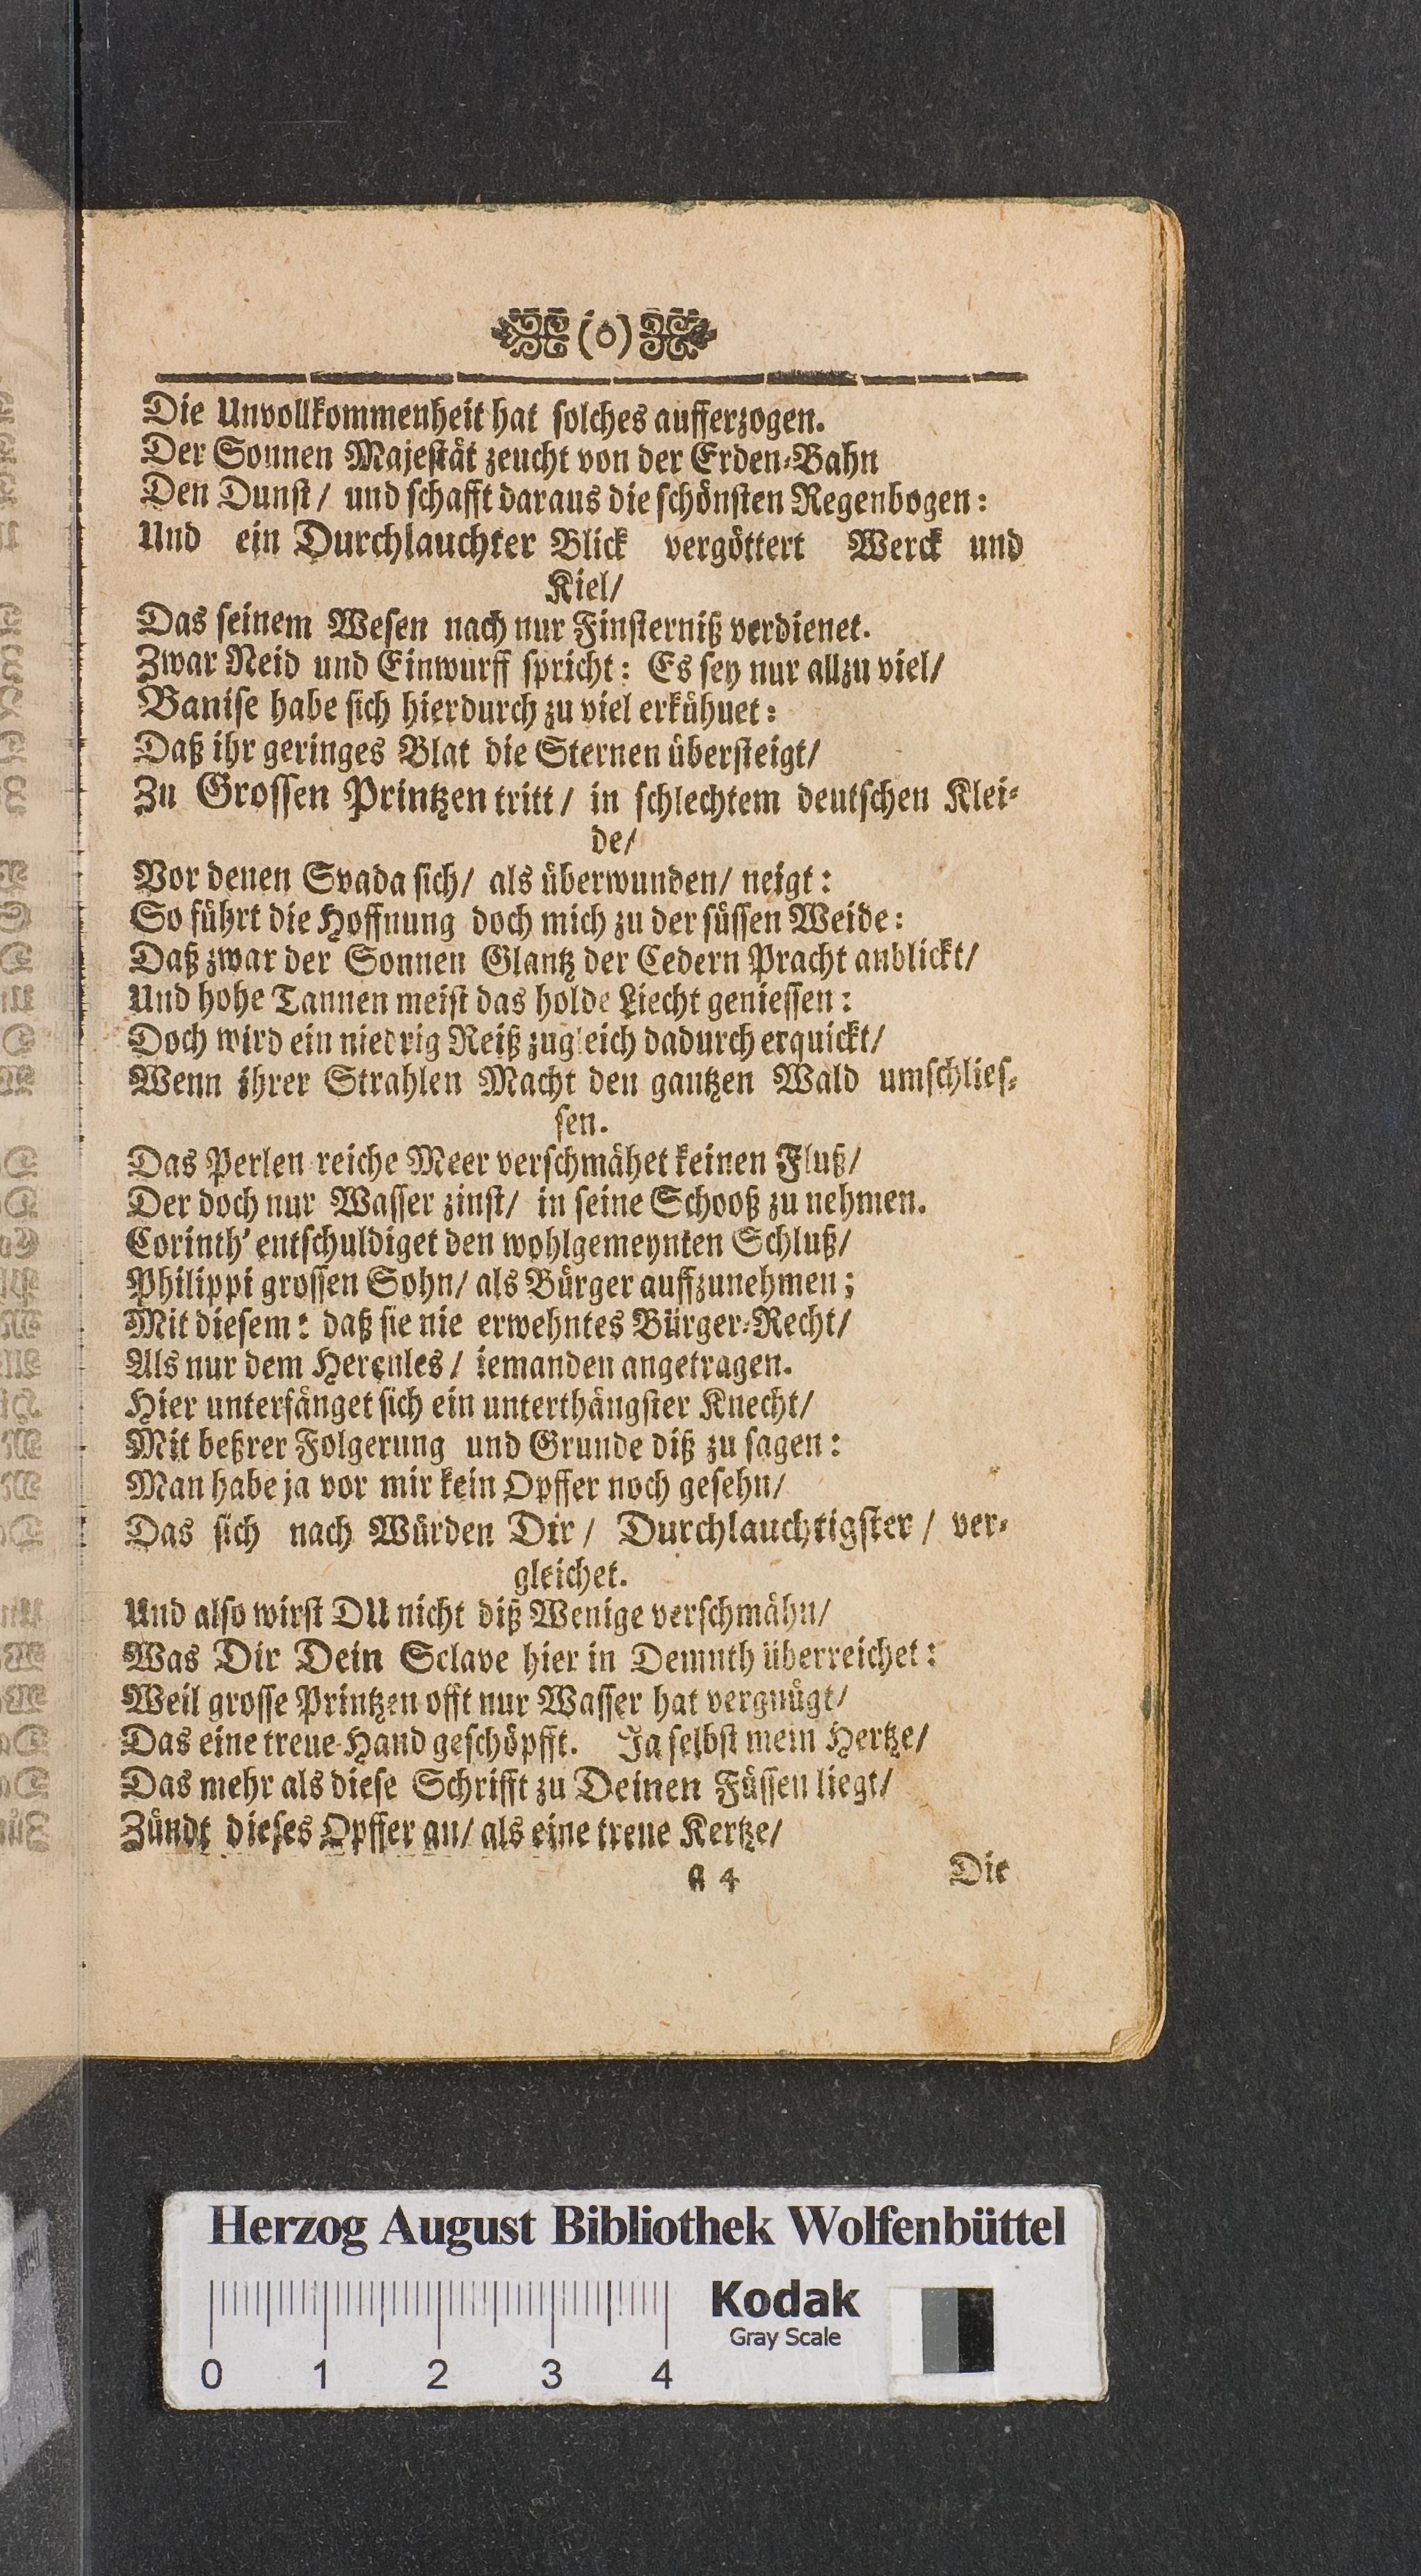 (o)
Die Unvollkommenheit hat solches aufferzogen.
Der Sonnen Majestät zeucht von der Erden-Bahn
Den Dunst/ und schafft daraus die schönsten Regenbogen:
Und ein Durchlauchter Blick vergöttert Werck und
Kiel/
Das seinem Wesen nach nur Finsterniß verdienet.
Zwar Neid und Einwurff spricht: Es sey nur allzu viel/
Banise habe sich hierdurch zu viel erkühnet:
Daß ihr geringes Blat die Sternen übersteigt/
Zu Grossen Printzen tritt/ in schlechtem deutschen Klei-
de/
Vor denen Svada sich/ als überwunden/ neigt:
So führt die Hoffnung doch mich zu der süssen Weide:
Daß zwar der Sonnen Glantz der Cedern Pracht anblickt/
Und hohe Tannen meist das holde Liecht geniessen:
Doch wird ein niedrig Reiß zugleich dadurch erquickt/
Wenn ihrer Strahlen Macht den gantzen Wald umschlies-
sen.
Das Perlen-reiche Meer verschmähet keinen Fluß/
Der doch nur Wasser zinst/ in seine Schooß zu nehmen.
Corinth' entschuldiget den wohlgemeynten Schluß/
Philippi grossen Sohn/ als Bürger auffzunehmen;
Mit diesem: daß sie nie erwehntes Bürger-Recht/
Als nur dem Hercules/ iemanden angetragen.
Hier unterfänget sich ein unterthängster Knecht/
Mit beßrer Folgerung und Grunde diß zu sagen:
Man habe ja vor mir kein Opffer noch gesehn/
Das sich nach Würden Dir/ Durchlauchtigster/ ver-
gleichet.
Und also wirst DU nicht diß Wenige verschmähn/
Was Dir Dein Sclave hier in Demuth überreichet:
Weil grosse Printzen offt nur Wasser hat vergnügt/
Das eine treue-Hand geschöpfft. Ja selbst mein Hertze/
Das mehr als diese Schrifft zu Deinen Füssen liegt/
Zündt dieses Opffer an/ als eine treue Kertze/
a 4
Die
Herzog August Bibliothek Wolfenbüttel
Kodak
Gray Scale
0 1 2 3 4